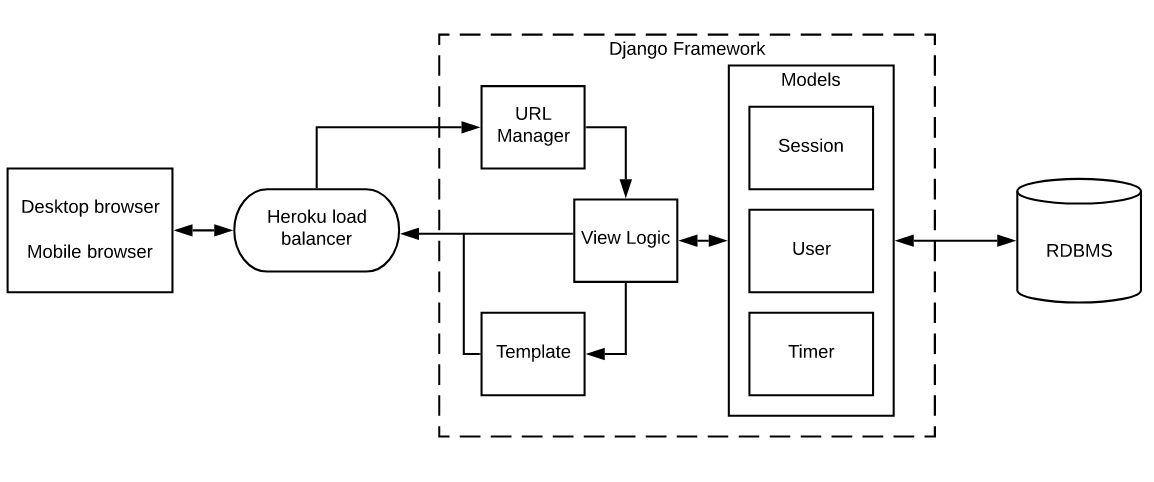 Django Framework
Models
URL
Manager
Session
Desktop browser
Mobile browser
Heroku load
balancer
View Logic
User
RDBMS
Template
Timer